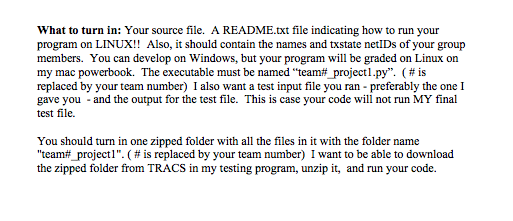 What to turn in: Your source file.  A README.txt file indicating how to run your
program on LINUX!!  Also, it should contain the names and txstate netIDs of your group
members.  You can develop on Windows, but your program will be graded on Linux on
my mac powerbook.  The executable must be named "team#_project1.py".  ( # is
replaced by your team number)  I also want a test input file you ran - preferably the one I
gave you  - and the output for the test file.  This is case your code will not run MY final
test file.

You should turn in one zipped folder with all the files in it with the folder name
"team#_project1". ( # is replaced by your team number)  I want to be able to download
the zipped folder from TRACS in my testing program, unzip it,  and run your code.